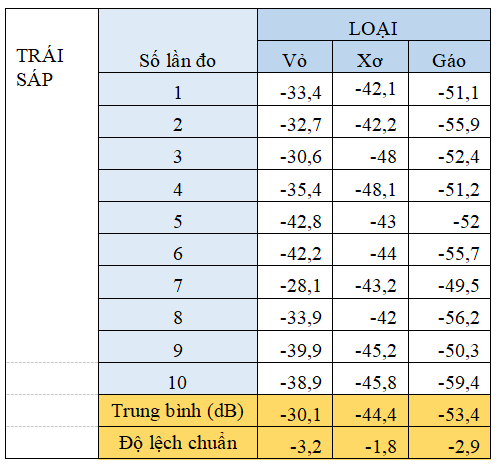 TRÁI SÁP Số lần đo LOẠI
Vỏ Xơ Gáo
1 -33,4 -42,1 -51,1
2 -32,7 -42,2 -55,9
3 -30,6 -48 -52,4
4 -35,4 -48,1 -51,2
5 -42,8 -43 -52
6 -42,2 -44 -55,7
7 -28,1 -43,2 -49,5
8 -33,9 -42 -56,2
9 -39,9 -45,2 -50,3
10 -38,9 -45,8 -59,4
Trung bình (dB) -30,1 -44,4 -53,4
Độ lệch chuẩn -3,2 -1,8 -2,9